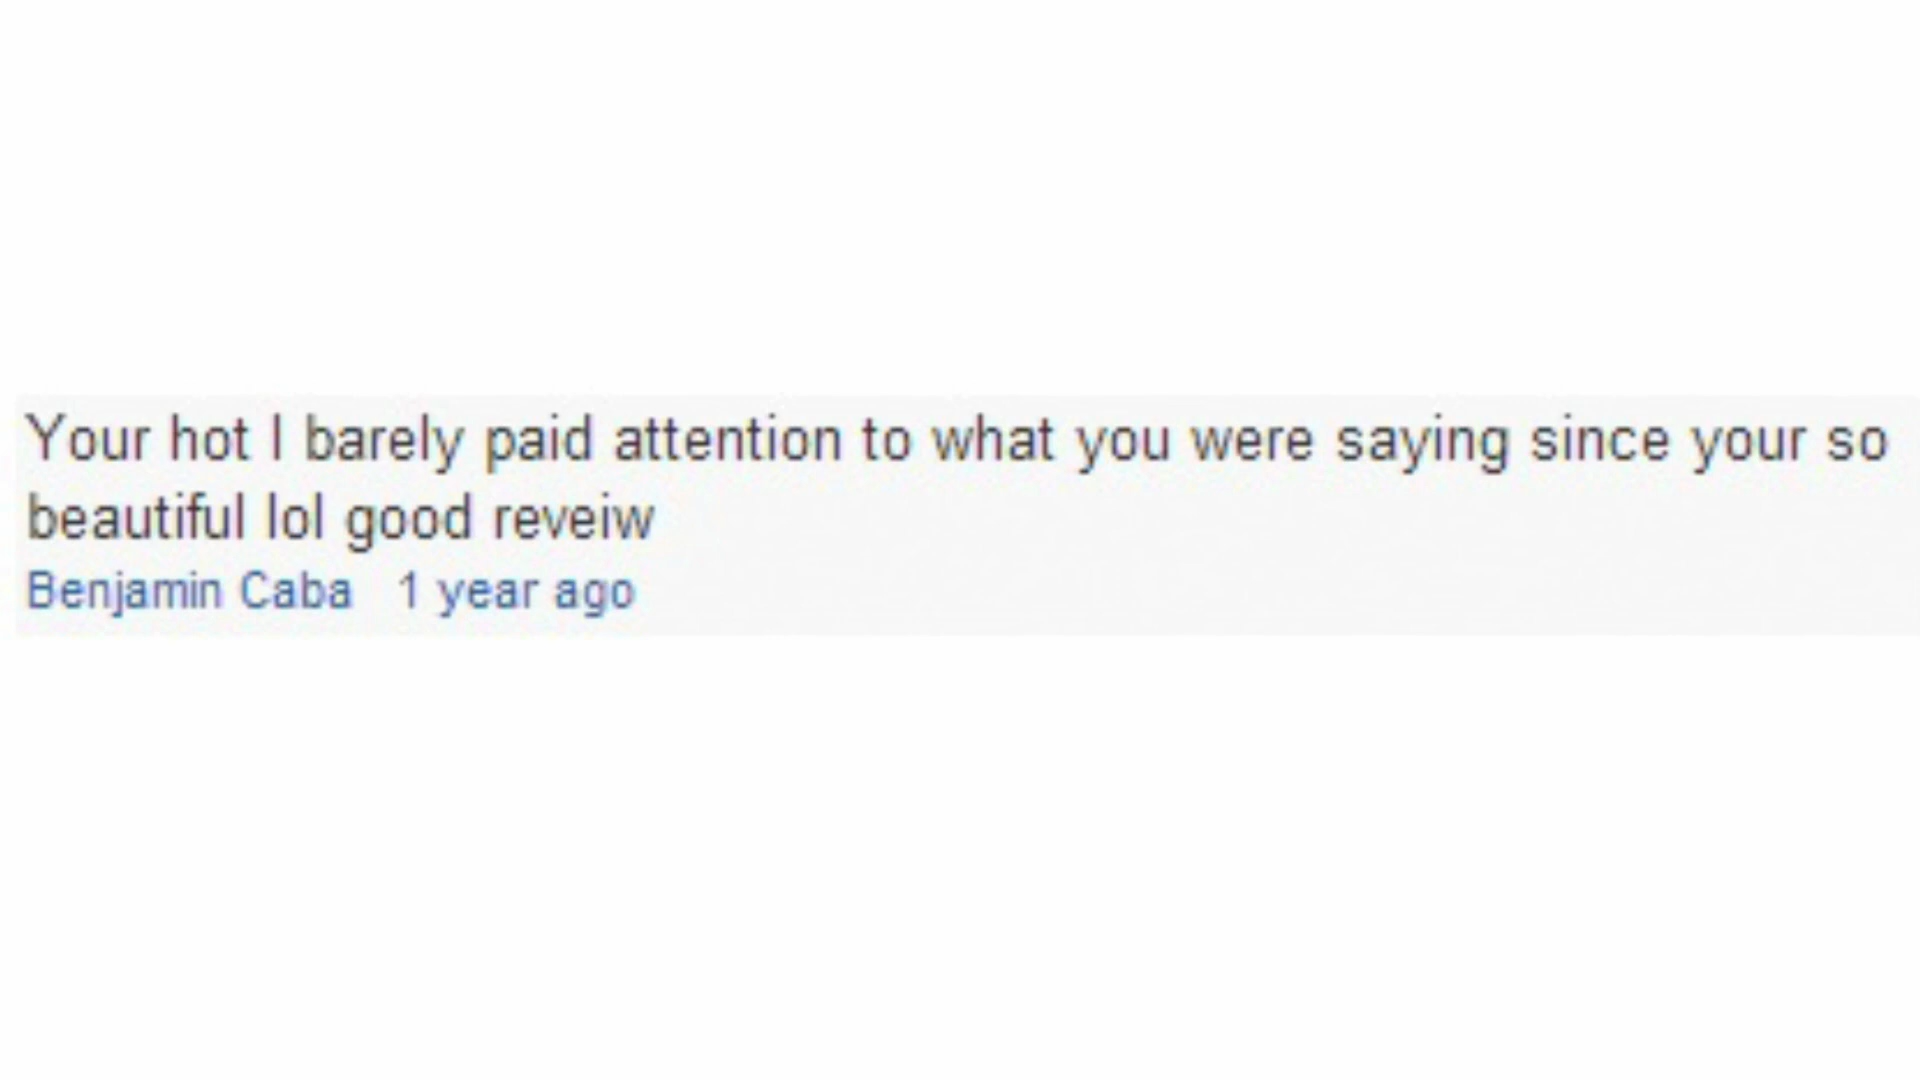 Your hot I barely paid attention to what you were saying since your so
beautiful lol good reveiw
Benjamin Caba 1 year ago